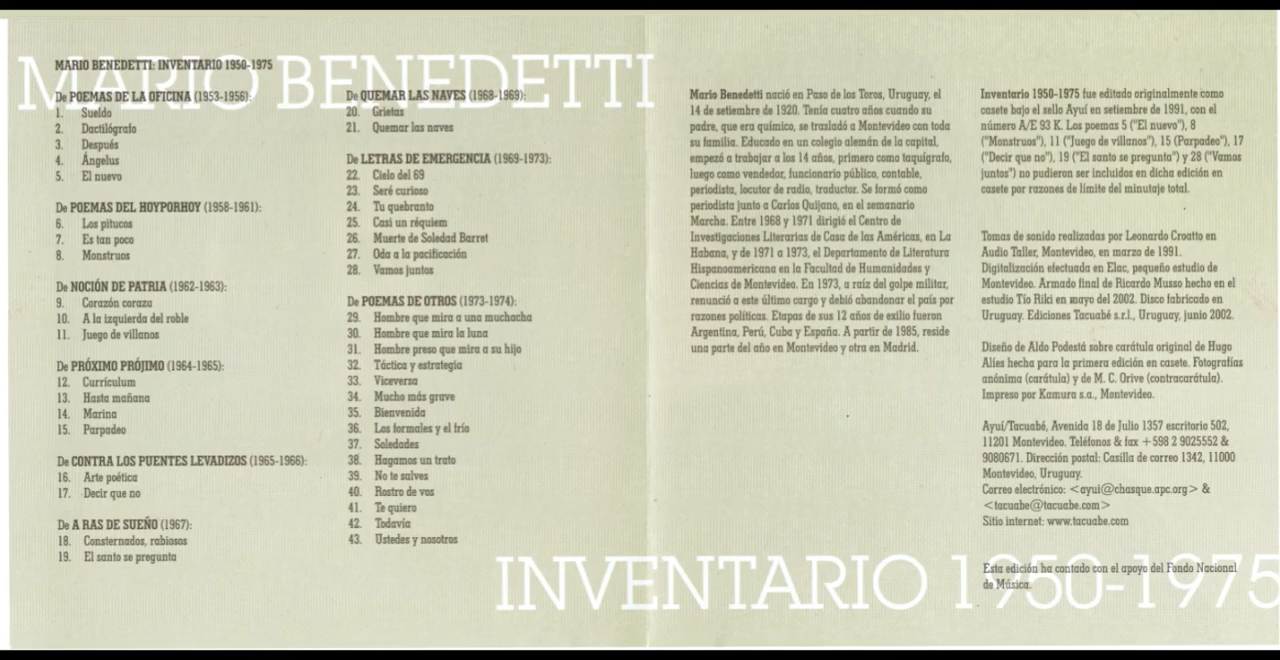 MARIO BENEDETTI
MARIO BENEDETTI: INVENTARIO 1950-1975
De POEMAS DE LA OFICINA (1953-1956):
1. Sueldo
2. Dactilógrafo
3. Después
4. Ángelus
5. El nuevo
De POEMAS DEL HOYPORHOY (1958-1961):
6. Los pitucos
7. Es tan poco
8. Monstruos
De NOCIÓN DE PATRIA (1962-1963):
9. Corazón coraza
10. A la izquierda del roble
11. Juego de villanos
De PRÓXIMO PRÓJIMO (1964-1965):
12. Currículum
13. Hasta mañana
14. Marina
15. Parpadeo
De CONTRA LOS PUENTES LEVADIZOS (1965-1966):
16. Arte poética
17. Decir que no
De A RAS DE SUEÑO (1967):
18. Consternados, rabiosos
19. El santo se pregunta
De QUEMAR LAS NAVES (1968-1969):
20. Grietas
21. Quemar las naves
De LETRAS DE EMERGENCIA (1969-1973):
22. Cielo del 69
23. Seré curioso
24. Tu quebranto
25. Casi un réquiem
26. Muerte de Soledad Barret
27. Oda a la pacificación
28. Vamos juntos
De POEMAS DE OTROS (1973-1974):
29. Hombre que mira a una muchacha
30. Hombre que mira la luna
31. Hombre preso que mira a su hijo
32. Táctica y estrategia
33. Viceversa
34. Mucho más grave
35. Bienvenida
36. Los formales y el frío
37. Soledades
38. Hagamos un trato
39. No te salves
40. Rostro de vos
41. Te quiero
42. Todavía
43. Ustedes y nosotros
Mario Benedetti nació en Paso de los Toros, Uruguay, el
14 de setiembre de 1920. Tenía cuatro años cuando su
padre, que era químico, se trasladó a Montevideo con toda
su familia. Educado en un colegio alemán de la capital,
empezó a trabajar a los 14 años, primero como taquígrafo,
luego como vendedor, funcionario público, contable,
periodista, locutor de radio, traductor. Se formó como
periodista junto a Carlos Quijano, en el semanario
Marcha. Entre 1968 y 1971 dirigió el Centro de
Investigaciones Literarias de Casa de las Américas, en La
Habana, y de 1971 a 1973, el Departamento de Literatura
Hispanoamericana en la Facultad de Humanidades y
Ciencias de Montevideo. En 1973, a raíz del golpe militar,
renunció a este último cargo y debió abandonar el país por
razones políticas. Etapas de sus 12 años de exilio fueron
Argentina, Perú, Cuba y España. A partir de 1985, reside
una parte del año en Montevideo y otra en Madrid.
Inventario 1950-1975 fue editado originalmente como
casete bajo el sello Ayuí en setiembre de 1991, con el
número A/E 93 K. Los poemas 5 ("El nuevo"), 8
("Monstruos"), 11 ("Juego de villanos"), 15 (Parpadeo"), 17
("Decir que no"), 19 ("El santo se pregunta") y 28 ("Vamos
juntos") no pudieron ser incluidos en dicha edición en
casete por razones de límite del minutaje total.
Tomas de sonido realizadas por Leonardo Croatto en
Audio Taller, Montevideo, en marzo de 1991.
Digitalización efectuada en Elac, pequeño estudio de
Montevideo. Armado final de Ricardo Musso hecho en el
estudio Tío Riki en mayo del 2002. Disco fabricado en
Uruguay. Ediciones Tacuabé s.r.l., Uruguay, junio 2002.
Diseño de Aldo Podestá sobre carátula original de Hugo
Alies hecha para la primera edición en casete. Fotografías
anónima (carátula) y de M. C. Orive (contracarátula).
Impreso por Kamura s.a., Montevideo.
Ayuí/Tacuabé, Avenida 18 de Julio 1357 escritorio 502,
11201 Montevideo. Teléfonos & fax +598 2 9025552 &
9080671. Dirección postal: Casilla de correo 1342, 11000
Montevideo, Uruguay.
Correo electrónico: <ayui@chasque.apc.org> &
<tacuabe@tacuabe.com>
Sitio internet: www.tacuabe.com
Esta edición ha contado con el apoyo del Fondo Nacional
de Música.
INVENTARIO 1950-1975